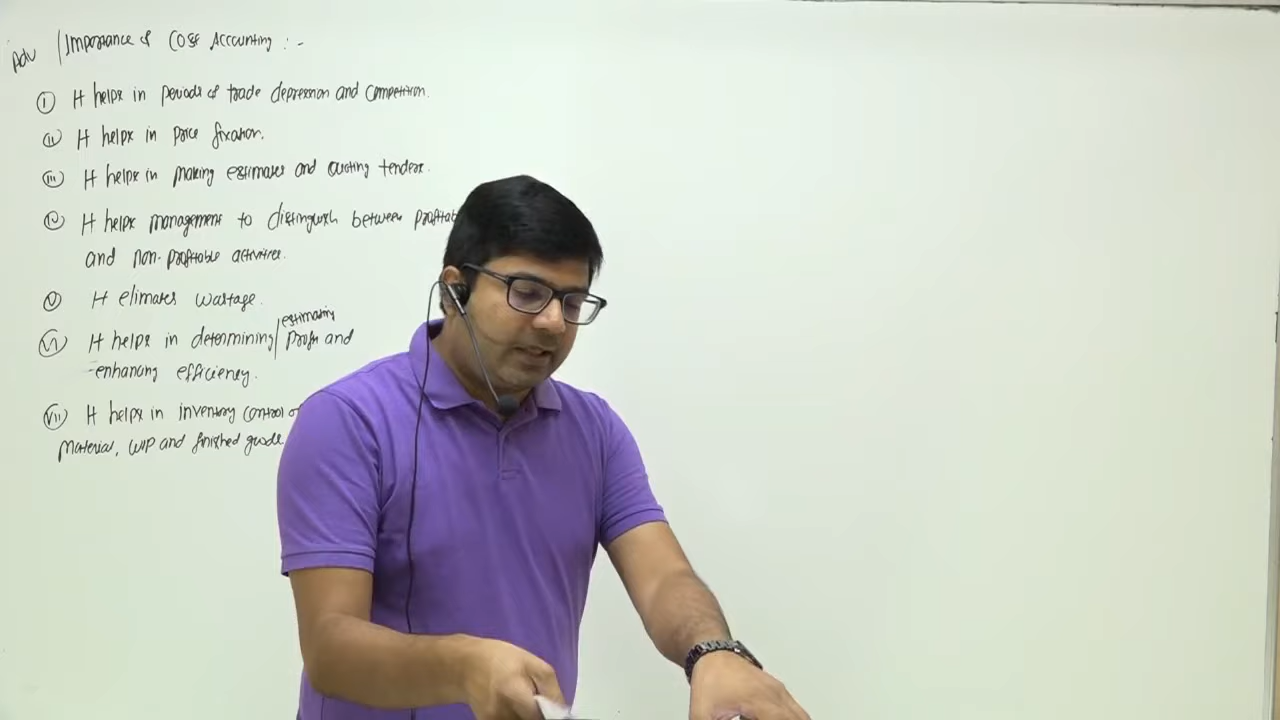 Adv / Importance of Cost Accounting :-
(i) It helps in periods of trade depression and competition.
(ii) It helps in price fixation.
(iii) It helps in making estimates and quoting tenders.
(iv) It helps management to distinguish between profitab
and non-profitable activities.
(v) It elimates wastage.
estimating
(vi) It helps in determining / profit and
enhancing efficiency.
(vii) It helps in inventory control of
Material, WIP and finished goods